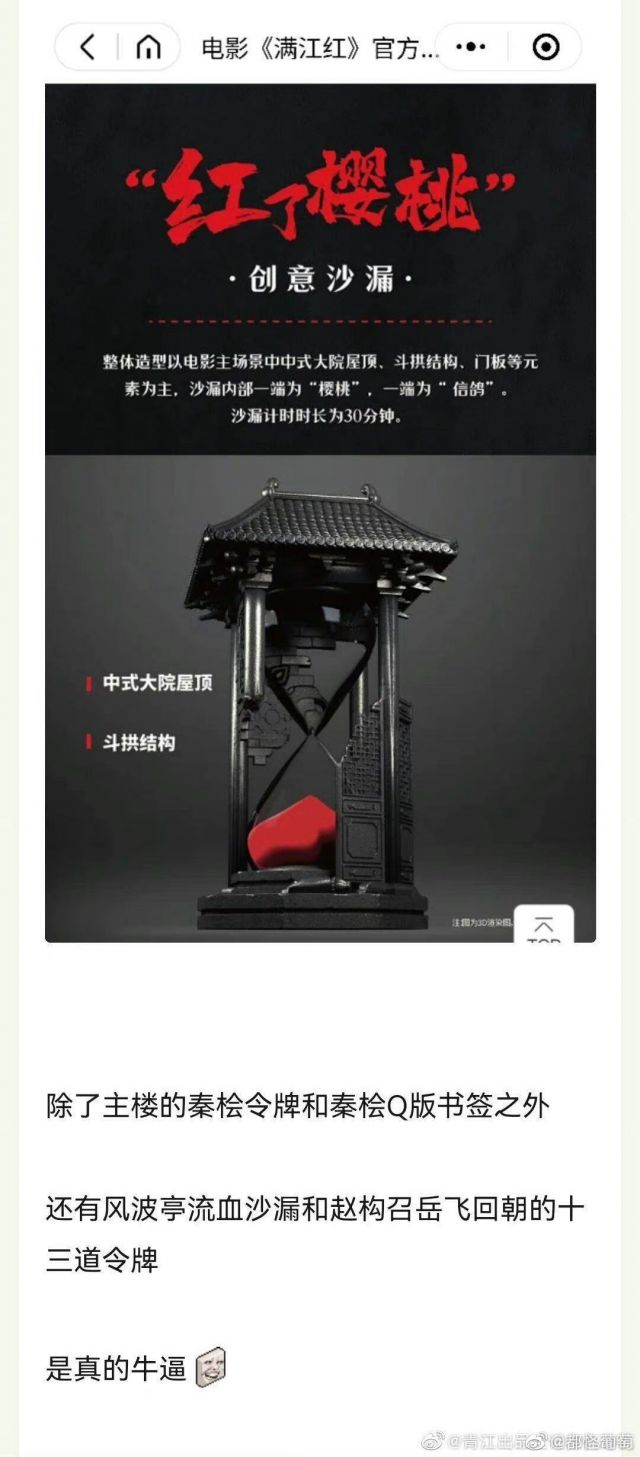 电影《满江红》官方...
“红了樱桃”
·创意沙漏·
整体造型以电影主场景中中式大院屋顶、斗拱结构、门板等元
素为主，沙漏内部一端为“樱桃”，一端为“信鸽”。
沙漏计时时长为30分钟。
中式大院屋顶
斗拱结构
注:图为3D渲染图,
TOP
除了主楼的秦桧令牌和秦桧Q版书签之外
还有风波亭流血沙漏和赵构召岳飞回朝的十
三道令牌
是真的牛逼
@青江出品
@都怪葡萄